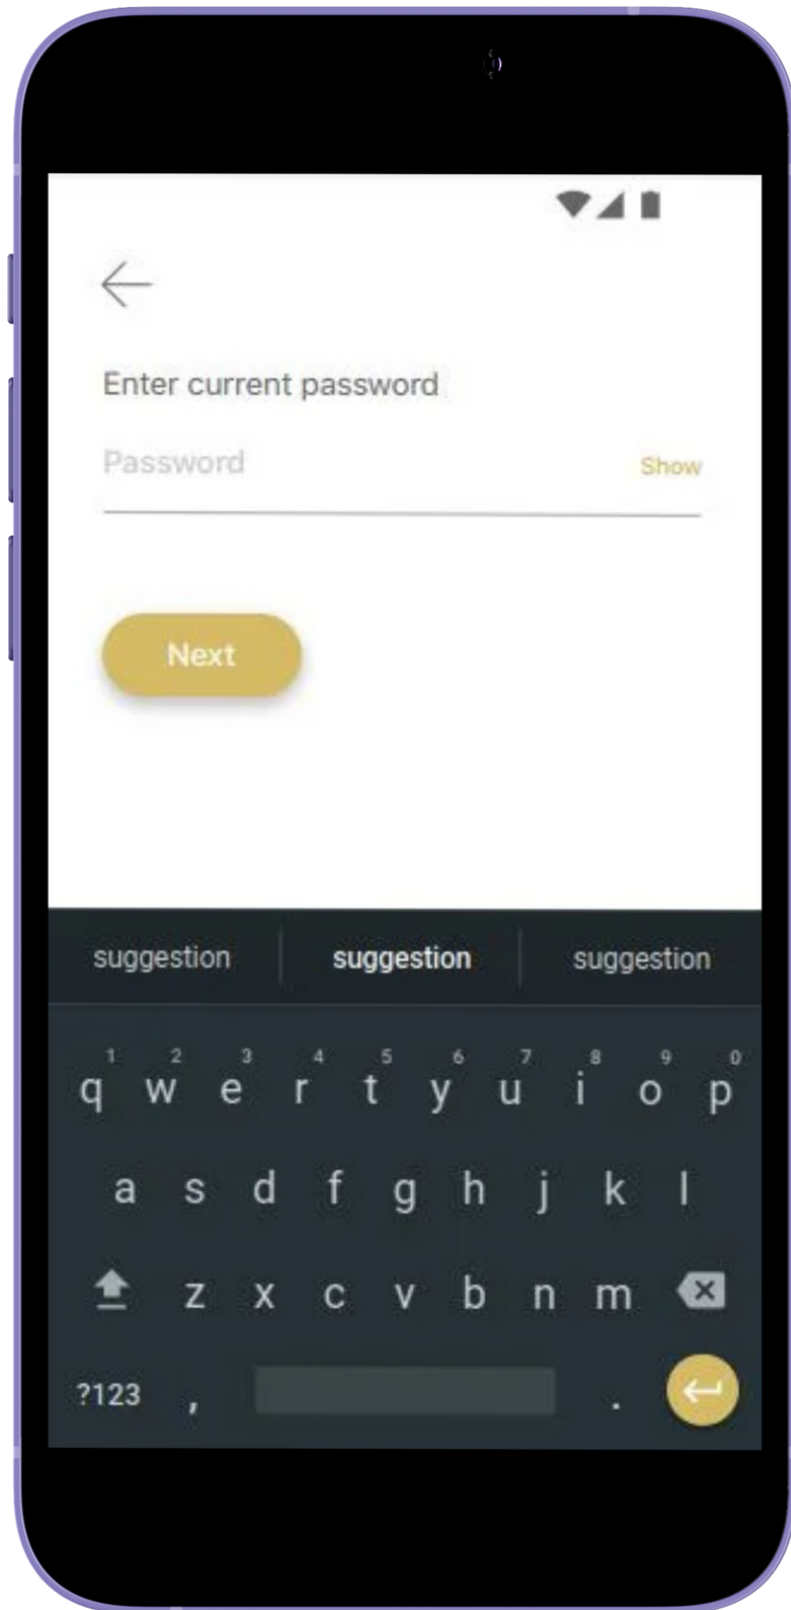 Enter current password
Password Show
Next
suggestion suggestion suggestion
1 2 3 4 5 6 7 8 9 0
q w e r t y u i o p
a s d f g h j k l
z x c v b n m
?123 , .